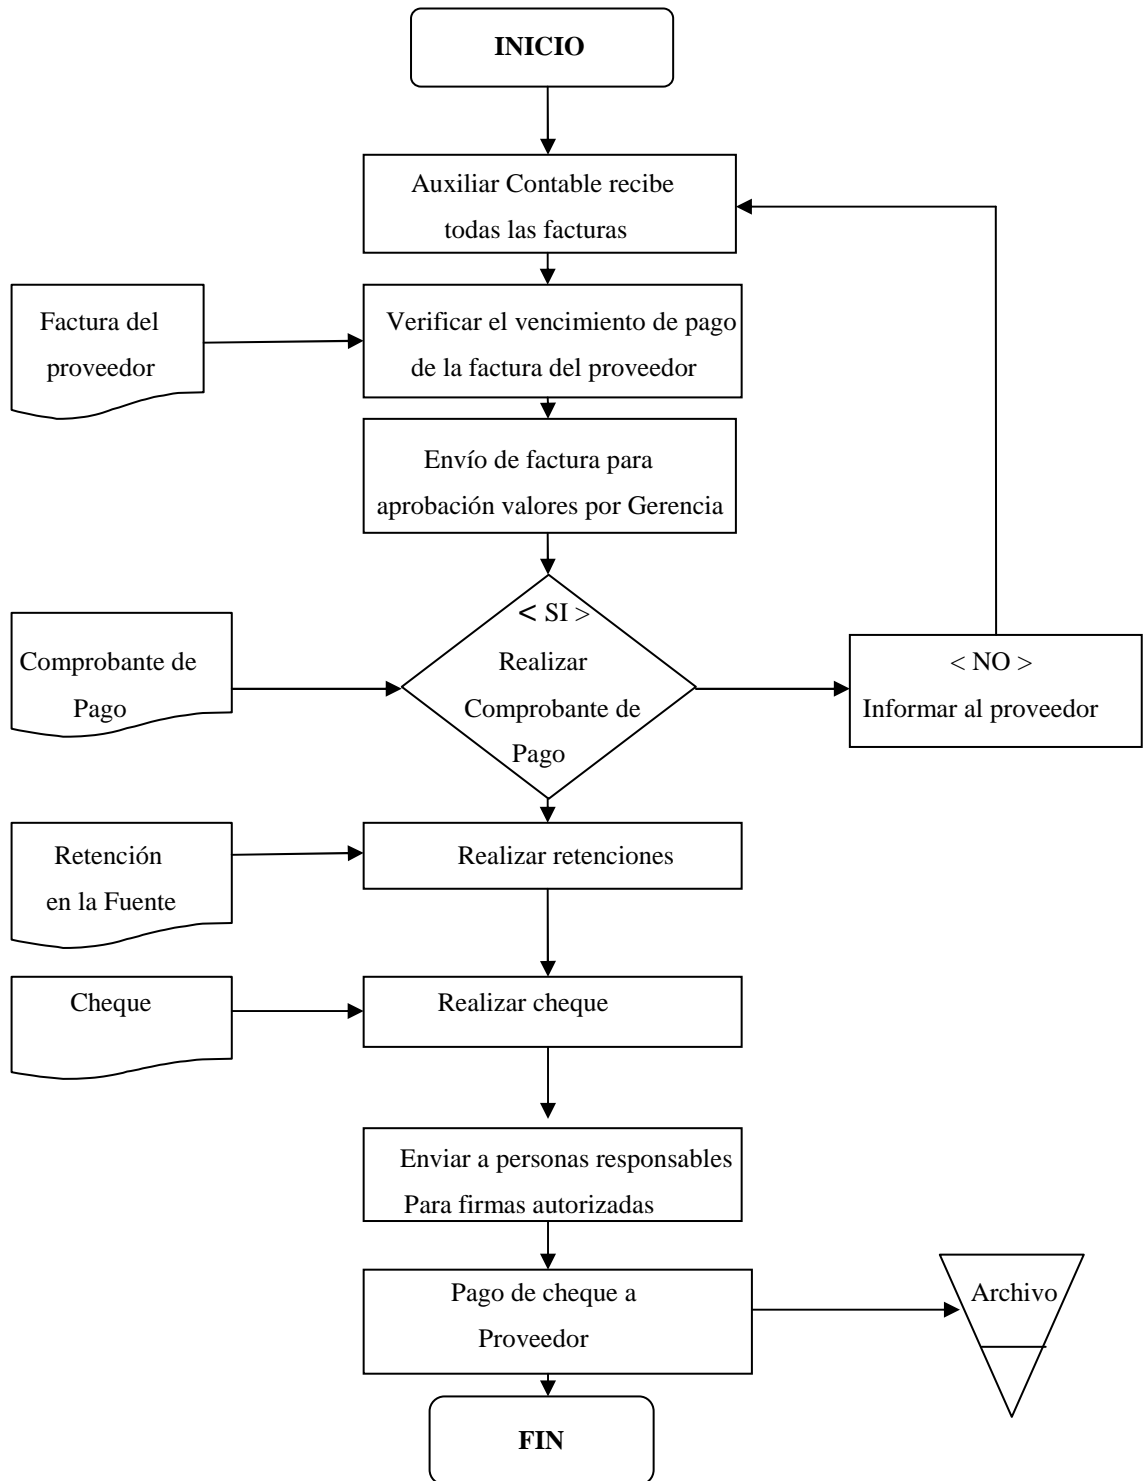 INICIO
Auxiliar Contable recibe
todas las facturas
Factura del
proveedor
Verificar el vencimiento de pago
de la factura del proveedor
Envío de factura para
aprobación valores por Gerencia
Comprobante de
Pago
< SI >
Realizar
Comprobante de
Pago
< NO >
Informar al proveedor
Retención
en la Fuente
Realizar retenciones
Cheque
Realizar cheque
Enviar a personas responsables
Para firmas autorizadas
Pago de cheque a
Proveedor
Archivo
FIN